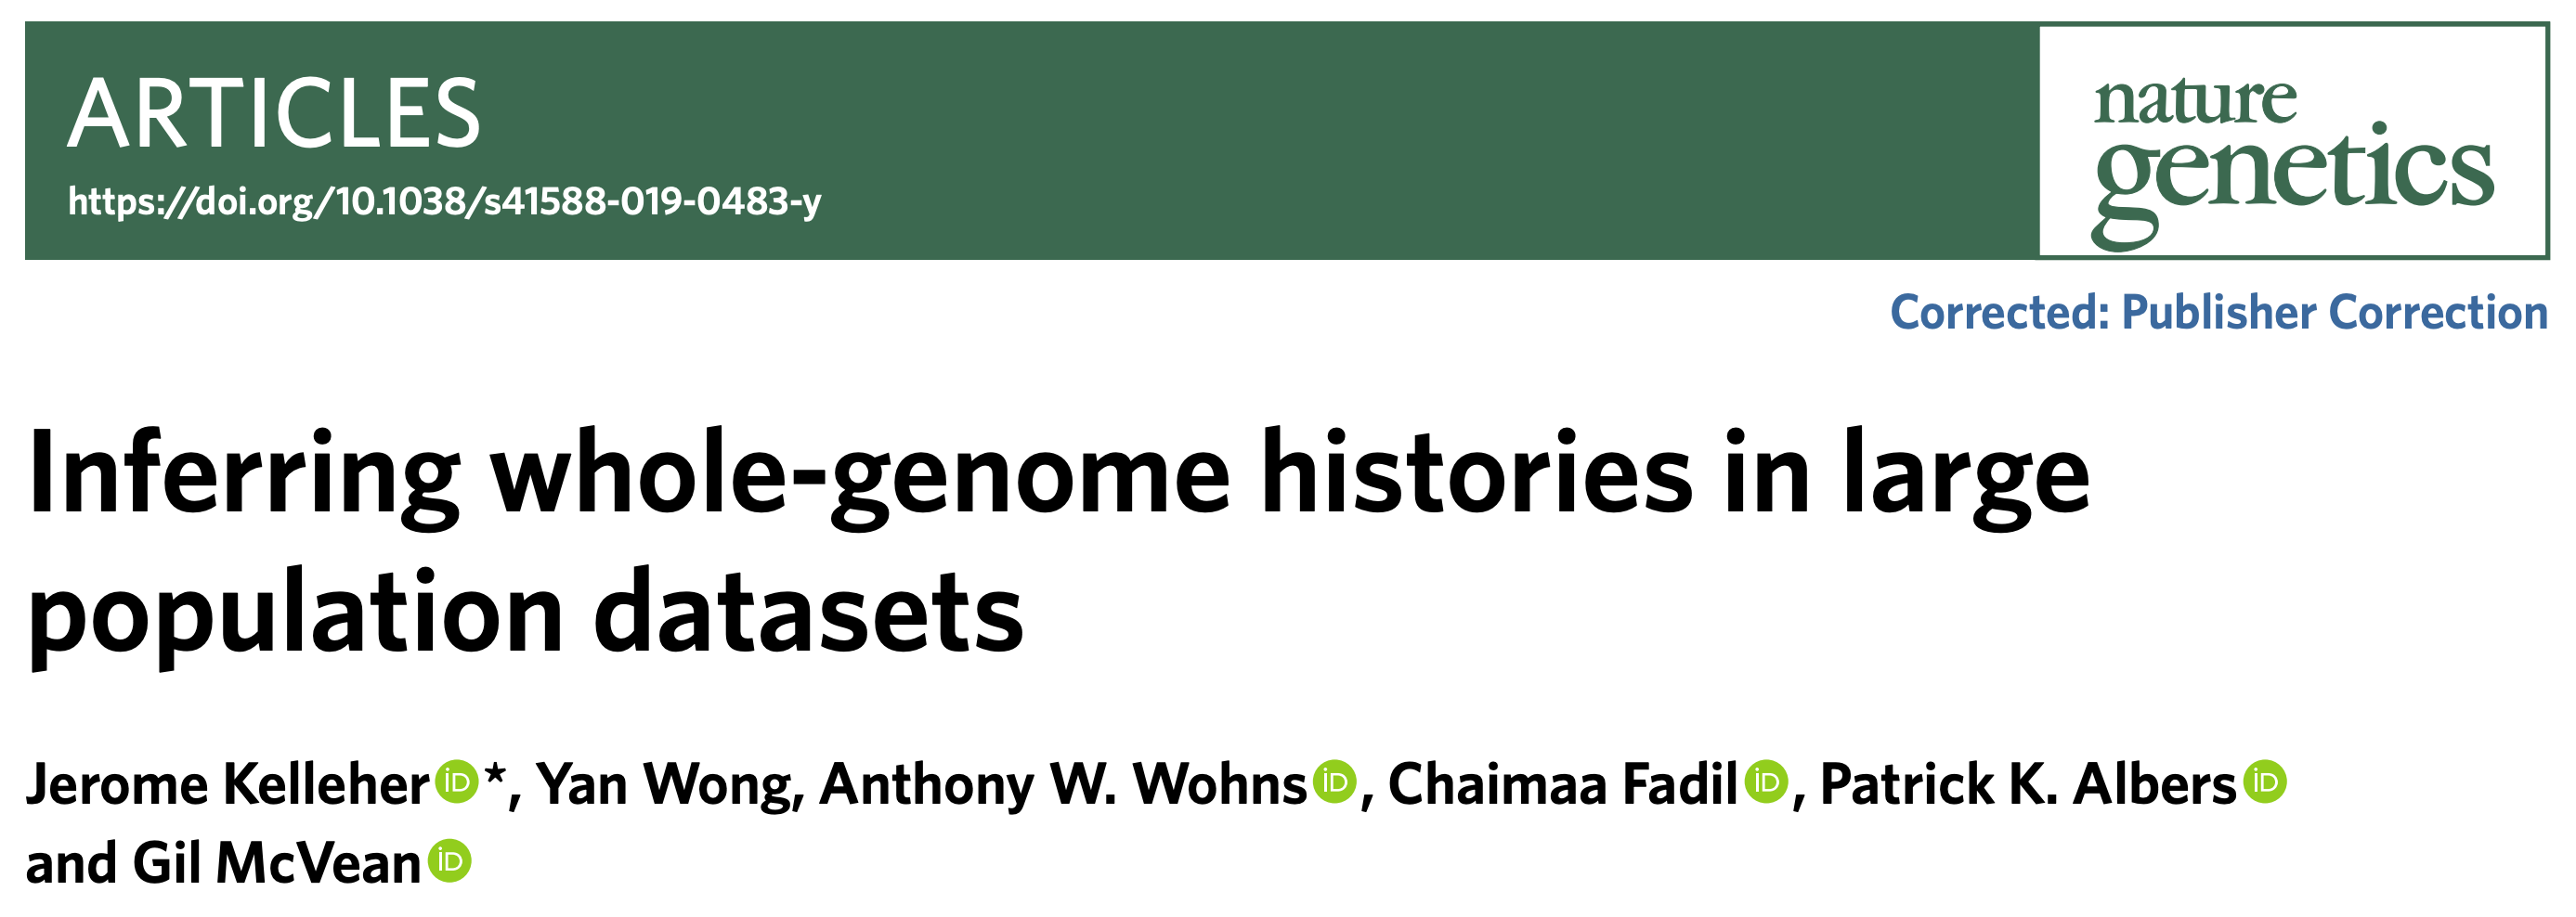 ARTICLES
https://doi.org/10.1038/s41588-019-0483-y
nature
genetics
Corrected: Publisher Correction
Inferring whole-genome histories in large
population datasets
Jerome Kelleher iD *, Yan Wong, Anthony W. Wohns iD , Chaimaa Fadil iD , Patrick K. Albers iD
and Gil McVean iD